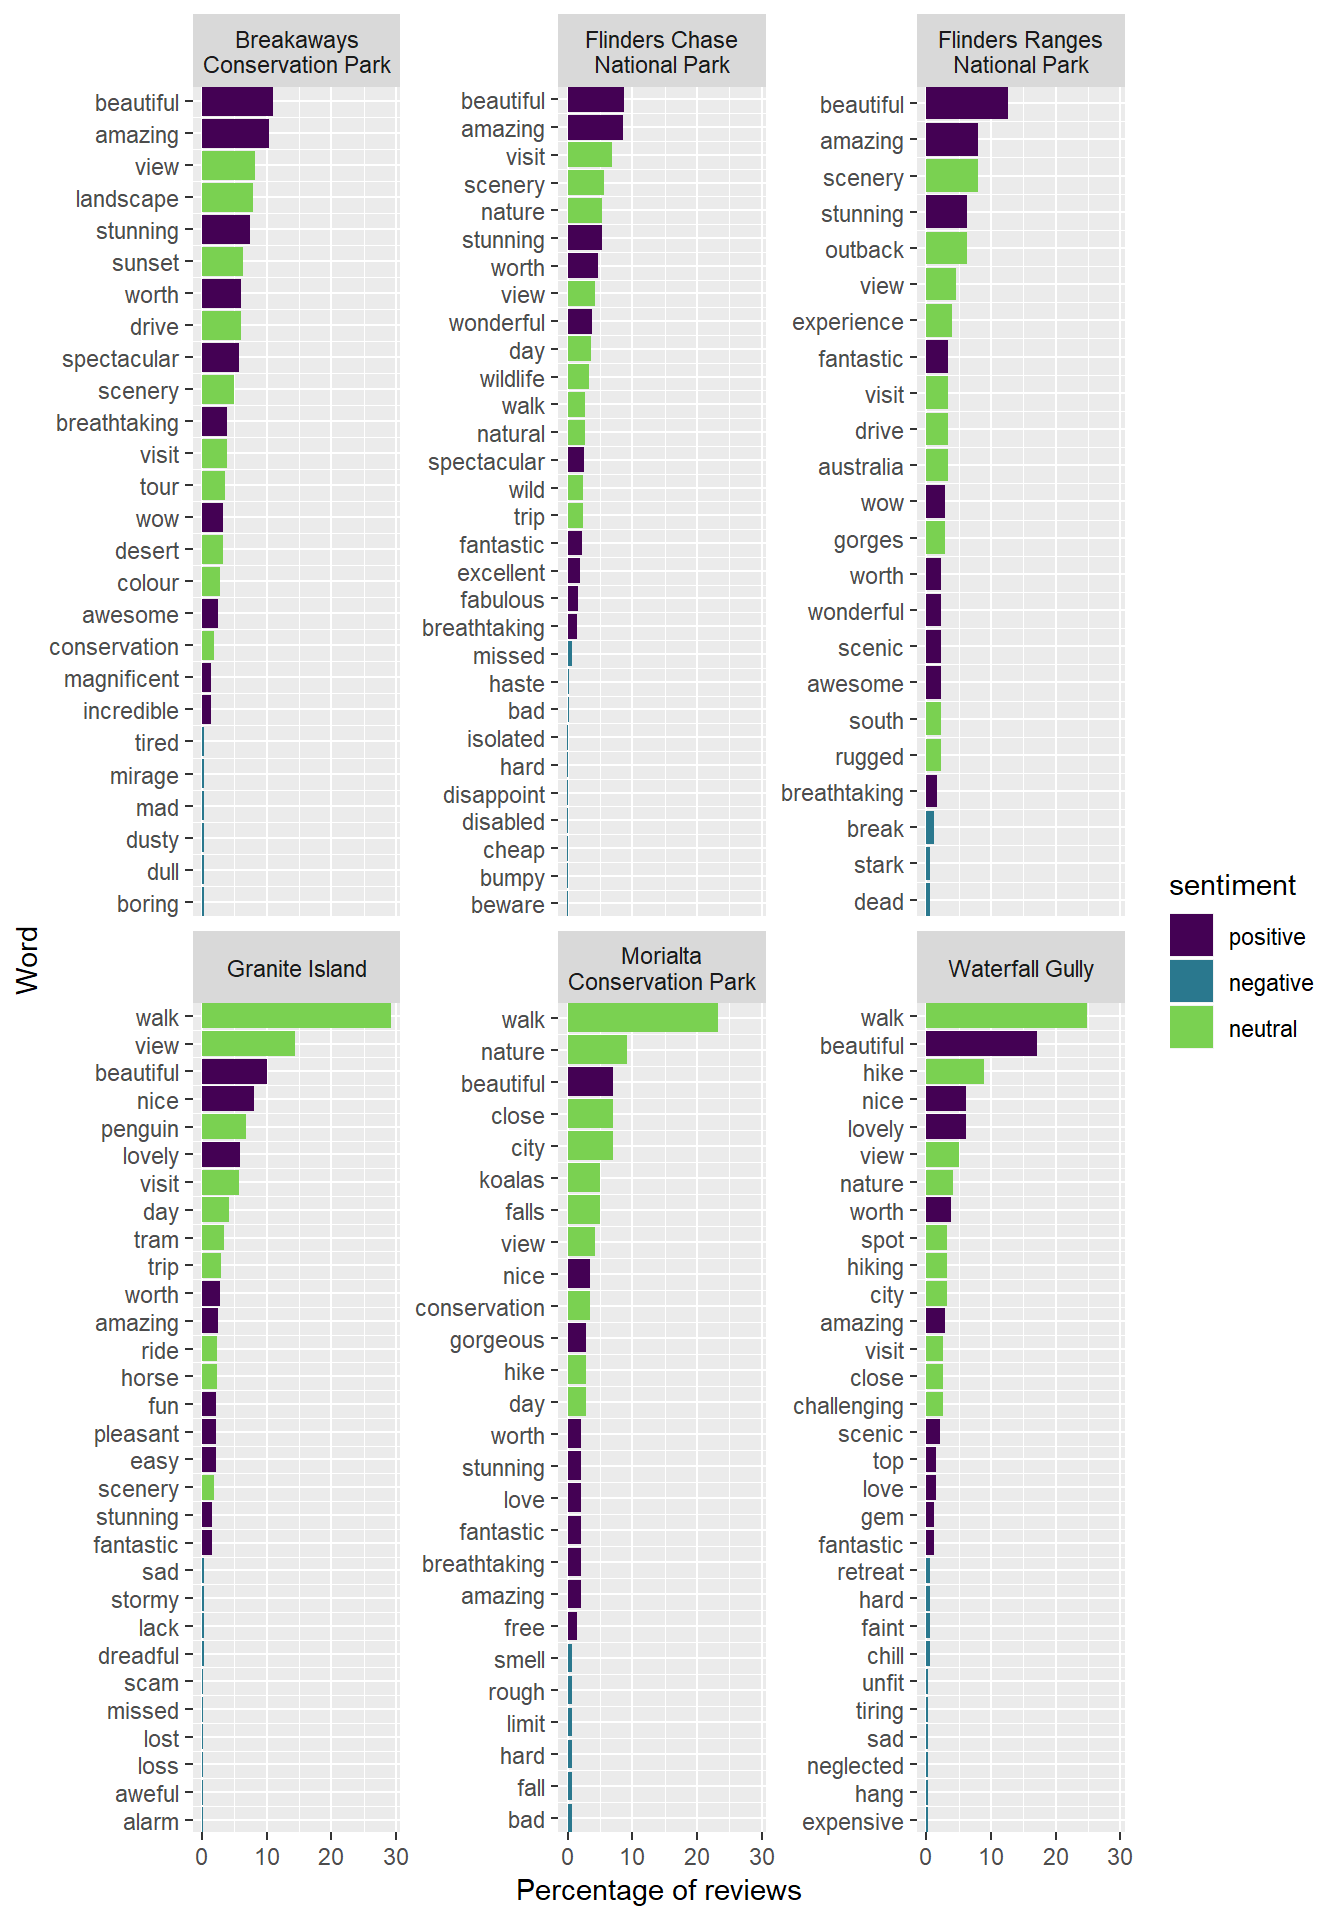 Breakaways
Conservation Park
beautiful
amazing
view
landscape
stunning
sunset
worth
drive
spectacular
scenery
breathtaking
visit
tour
wow
desert
colour
awesome
conservation
magnificent
incredible
tired
mirage
mad
dusty
dull
boring
Flinders Chase
National Park
beautiful
amazing
visit
scenery
nature
stunning
worth
view
wonderful
day
wildlife
walk
natural
spectacular
wild
trip
fantastic
excellent
fabulous
breathtaking
missed
haste
bad
isolated
hard
disappoint
disabled
cheap
bumpy
beware
Flinders Ranges
National Park
beautiful
amazing
scenery
stunning
outback
view
experience
fantastic
visit
drive
australia
wow
gorges
worth
wonderful
scenic
awesome
south
rugged
breathtaking
break
stark
dead
Granite Island
walk
view
beautiful
nice
penguin
lovely
visit
day
tram
trip
worth
amazing
ride
horse
fun
pleasant
easy
scenery
stunning
fantastic
sad
stormy
lack
dreadful
scam
missed
lost
loss
aweful
alarm
0 10 20 30
Morialta
Conservation Park
walk
nature
beautiful
close
city
koalas
falls
view
nice
conservation
gorgeous
hike
day
worth
stunning
love
fantastic
breathtaking
amazing
free
smell
rough
limit
hard
fall
bad
0 10 20 30
Waterfall Gully
walk
beautiful
hike
nice
lovely
view
nature
worth
spot
hiking
city
amazing
visit
close
challenging
scenic
top
love
gem
fantastic
retreat
hard
faint
chill
unfit
tiring
sad
neglected
hang
expensive
0 10 20 30
Word
Percentage of reviews
sentiment
positive
negative
neutral